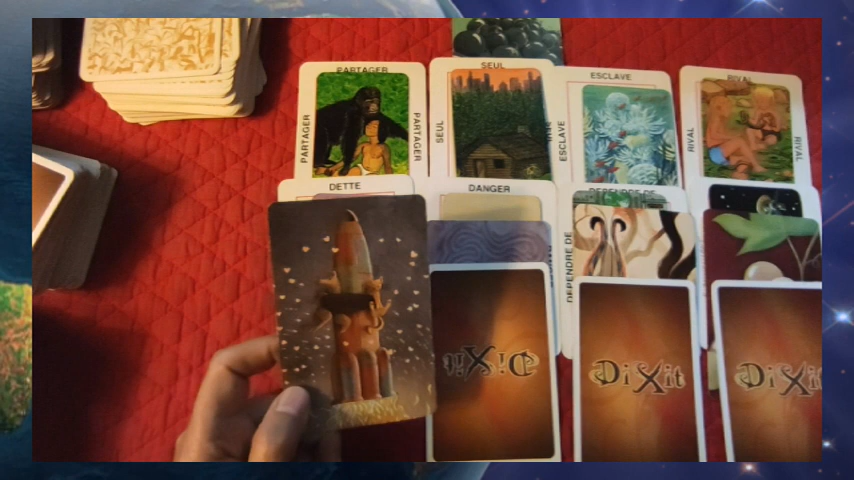 PARTAGER
PARTAGER
PARTAGER
SEUL
SEUL
SEUL
ESCLAVE
ESCLAVE
RIVAL
RIVAL
RIVAL
DETTE
DANGER
DEPENDRE DE
DEPENDRE DE
DiXit
DiXit
DiXit